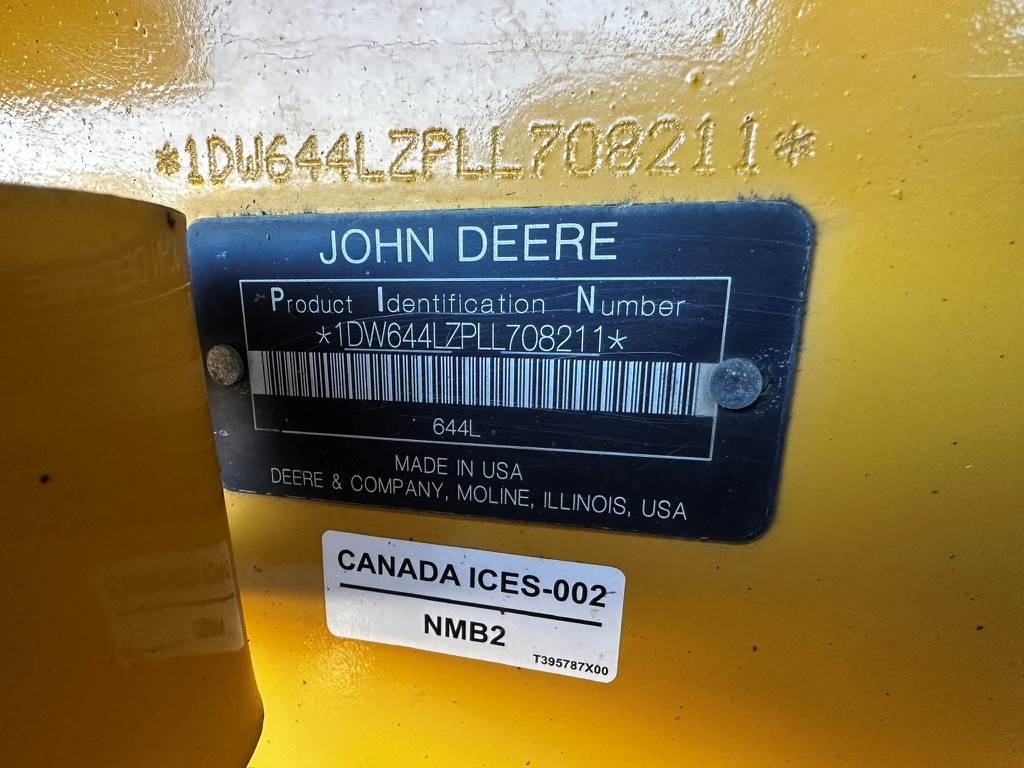 *1DW644LZPLL708211*
JOHN DEERE
Product Identification Number
*1DW644LZPLL708211*
644L
MADE IN USA
DEERE & COMPANY, MOLINE, ILLINOIS, USA
CANADA ICES-002
NMB2
T395787X00